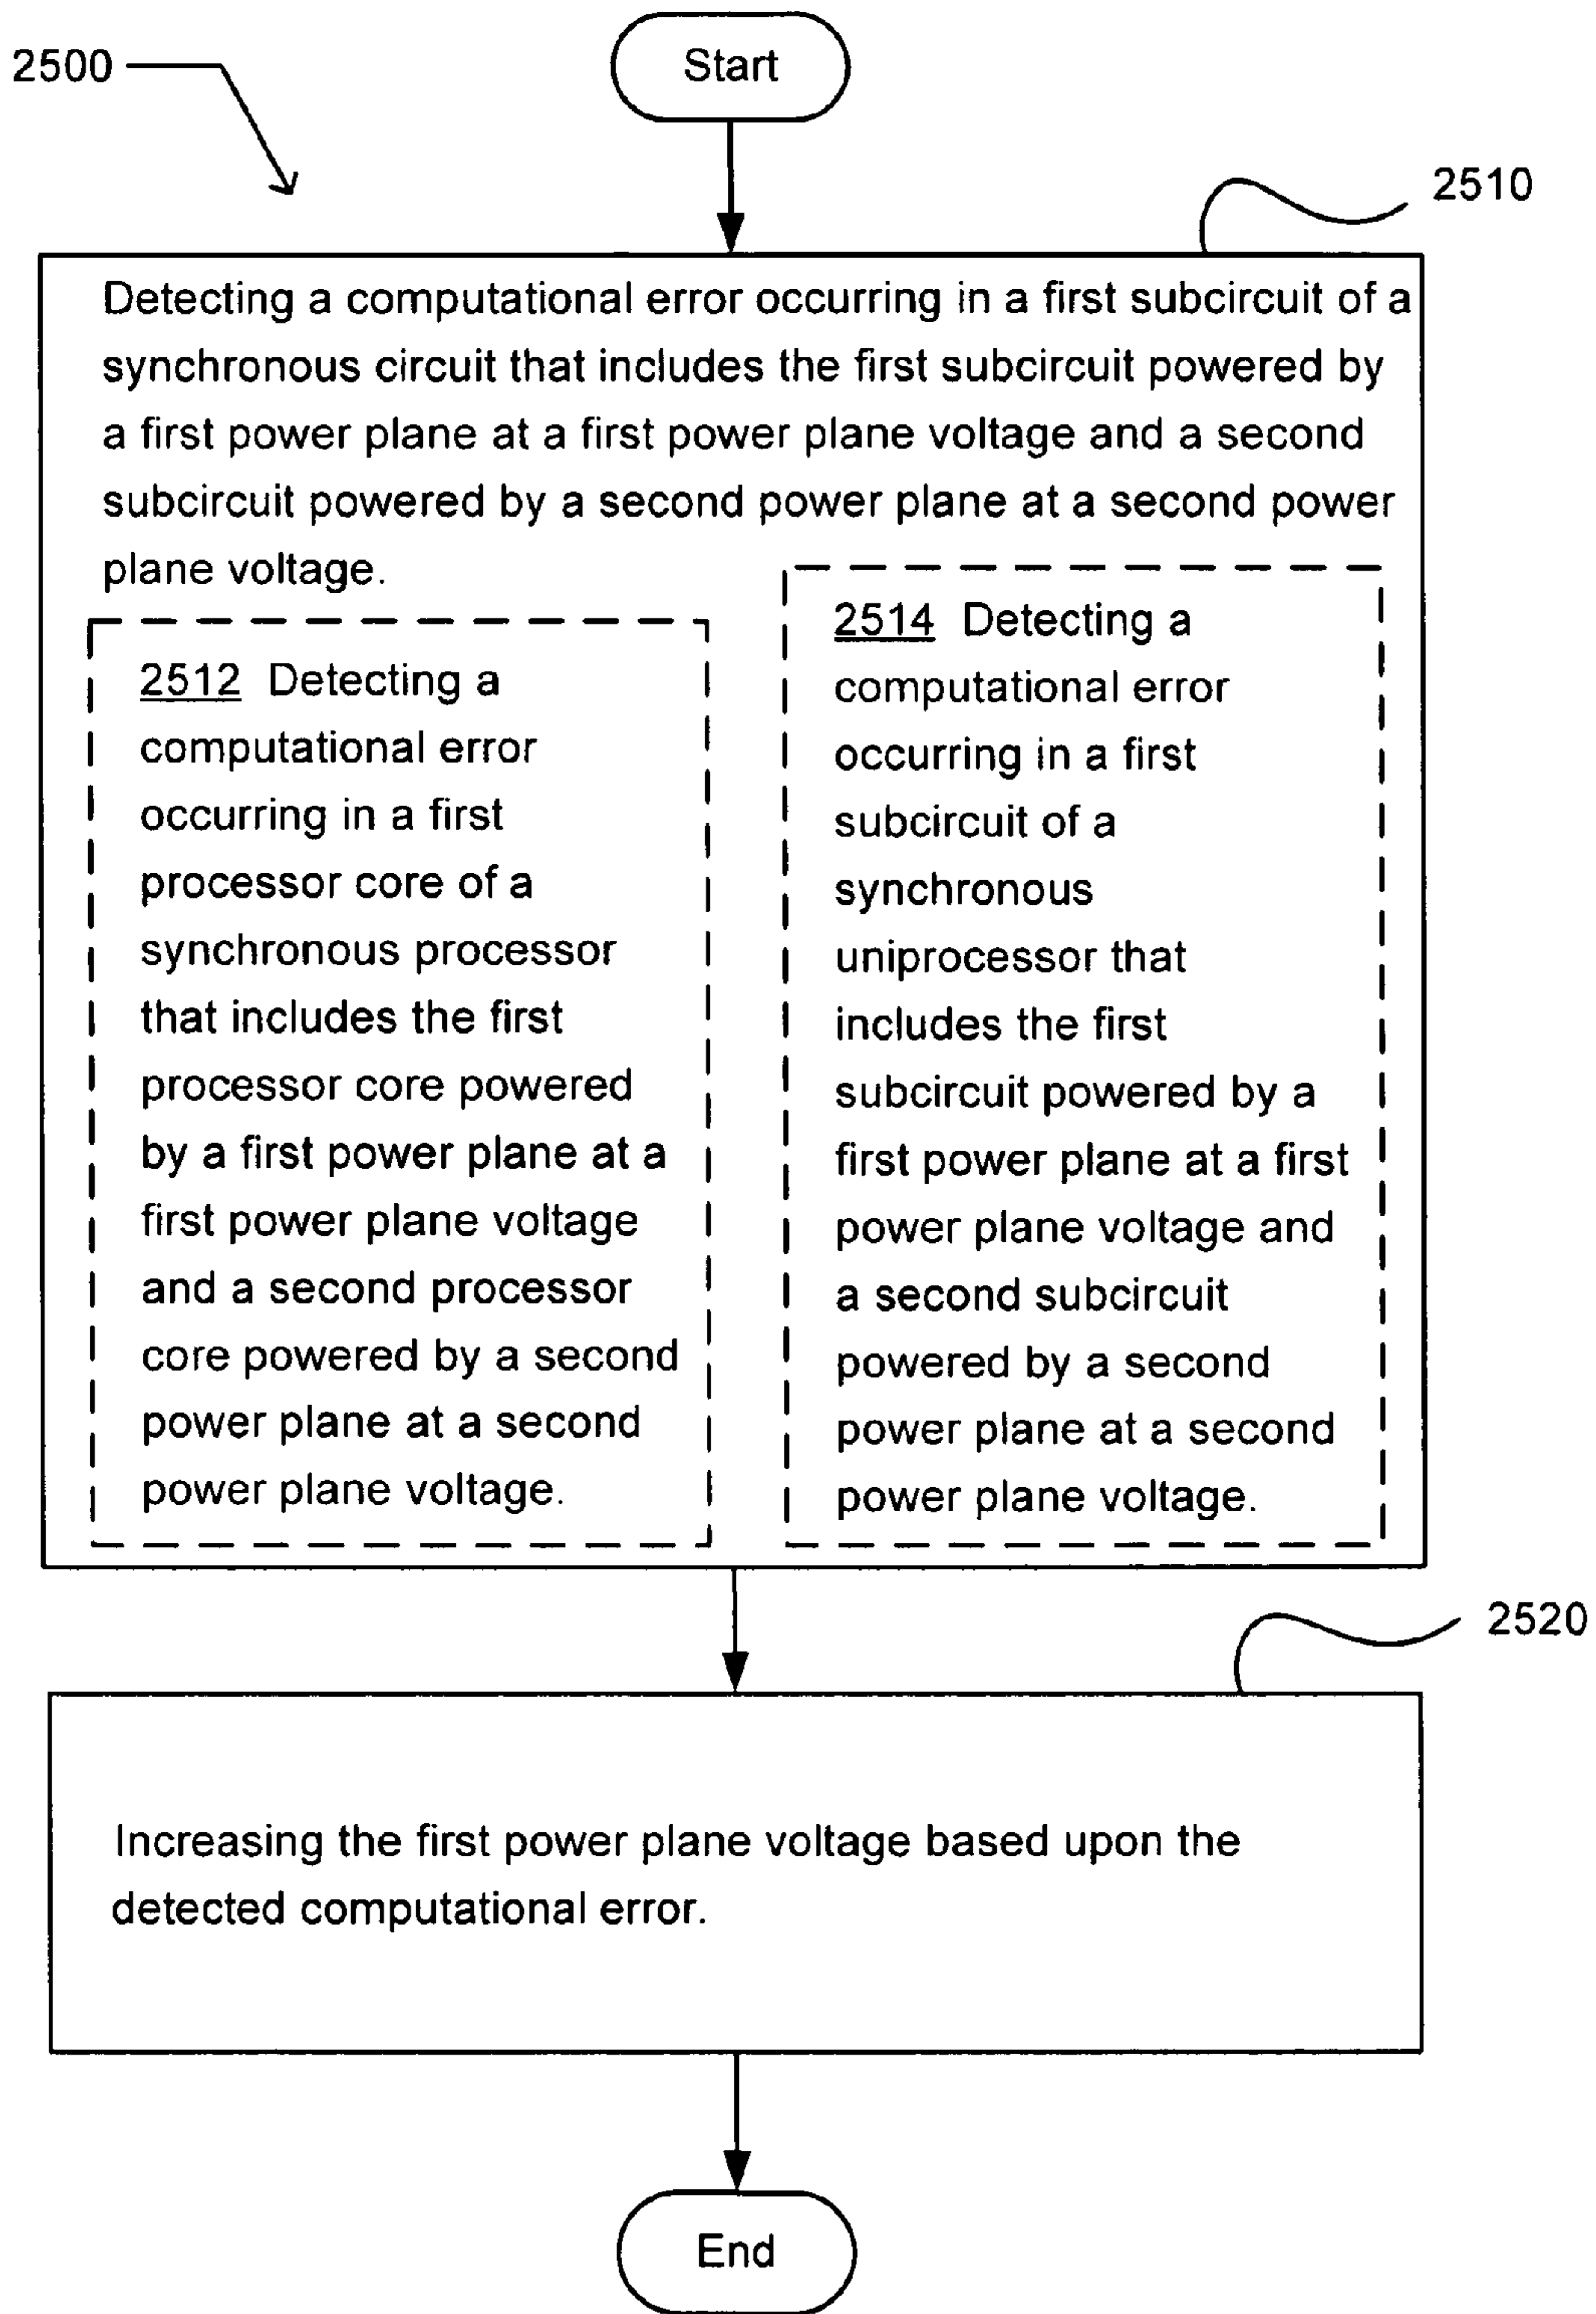 2500
Start
2510
Detecting a computational error occurring in a first subcircuit of a
synchronous circuit that includes the first subcircuit powered by
a first power plane at a first power plane voltage and a second
subcircuit powered by a second power plane at a second power
plane voltage.
2512 Detecting a
computational error
occurring in a first
processor core of a
synchronous processor
that includes the first
processor core powered
by a first power plane at a
first power plane voltage
and a second processor
core powered by a second
power plane at a second
power plane voltage.
2514 Detecting a
computational error
occurring in a first
subcircuit of a
synchronous
uniprocessor that
includes the first
subcircuit powered by a
first power plane at a first
power plane voltage and
a second subcircuit
powered by a second
power plane at a second
power plane voltage.
2520
Increasing the first power plane voltage based upon the
detected computational error.
End